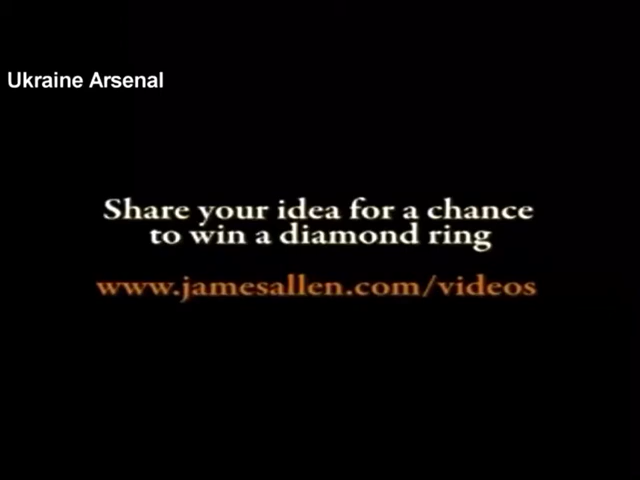 Ukraine Arsenal
Share your idea for a chance
to win a diamond ring
www.jamesallen.com/videos